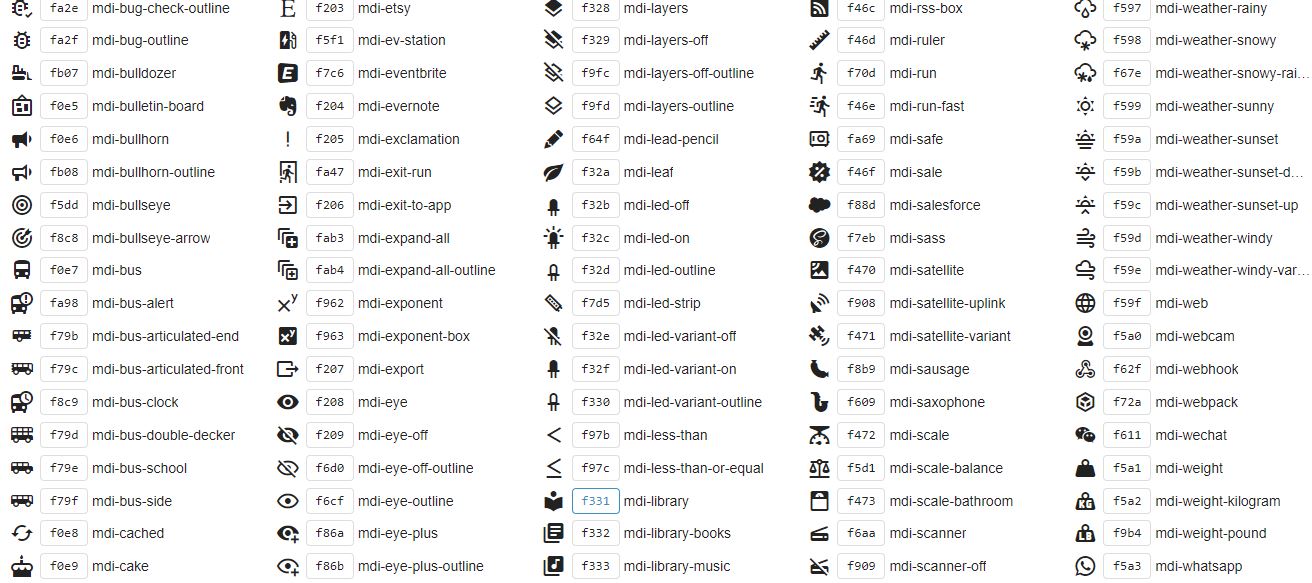 fa2e mdi-bug-check-outline f203 mdi-etsy f328 mdi-layers f46c mdi-rss-box f597 mdi-weather-rainy
fa2f mdi-bug-outline f5f1 mdi-ev-station f329 mdi-layers-off f46d mdi-ruler f598 mdi-weather-snowy
fb07 mdi-bulldozer f7c6 mdi-eventbrite f9fc mdi-layers-off-outline f70d mdi-run f67e mdi-weather-snowy-rai...
f0e5 mdi-bulletin-board f204 mdi-evernote f9fd mdi-layers-outline f46e mdi-run-fast f599 mdi-weather-sunny
f0e6 mdi-bullhorn f205 mdi-exclamation f64f mdi-lead-pencil fa69 mdi-safe f59a mdi-weather-sunset
fb08 mdi-bullhorn-outline fa47 mdi-exit-run f32a mdi-leaf f46f mdi-sale f59b mdi-weather-sunset-d...
f5dd mdi-bullseye f206 mdi-exit-to-app f32b mdi-led-off f88d mdi-salesforce f59c mdi-weather-sunset-up
f8c8 mdi-bullseye-arrow fab3 mdi-expand-all f32c mdi-led-on f7eb mdi-sass f59d mdi-weather-windy
f0e7 mdi-bus fab4 mdi-expand-all-outline f32d mdi-led-outline f470 mdi-satellite f59e mdi-weather-windy-var...
fa98 mdi-bus-alert f962 mdi-exponent f7d5 mdi-led-strip f908 mdi-satellite-uplink f59f mdi-web
f79b mdi-bus-articulated-end f963 mdi-exponent-box f32e mdi-led-variant-off f471 mdi-satellite-variant f5a0 mdi-webcam
f79c mdi-bus-articulated-front f207 mdi-export f32f mdi-led-variant-on f8b9 mdi-sausage f62f mdi-webhook
f8c9 mdi-bus-clock f208 mdi-eye f330 mdi-led-variant-outline f609 mdi-saxophone f72a mdi-webpack
f79d mdi-bus-double-decker f209 mdi-eye-off f97b mdi-less-than f472 mdi-scale f611 mdi-wechat
f79e mdi-bus-school f6d0 mdi-eye-off-outline f97c mdi-less-than-or-equal f5d1 mdi-scale-balance f5a1 mdi-weight
f79f mdi-bus-side f6cf mdi-eye-outline f331 mdi-library f473 mdi-scale-bathroom f5a2 mdi-weight-kilogram
f0e8 mdi-cached f86a mdi-eye-plus f332 mdi-library-books f6aa mdi-scanner f9b4 mdi-weight-pound
f0e9 mdi-cake f86b mdi-eye-plus-outline f333 mdi-library-music f909 mdi-scanner-off f5a3 mdi-whatsapp